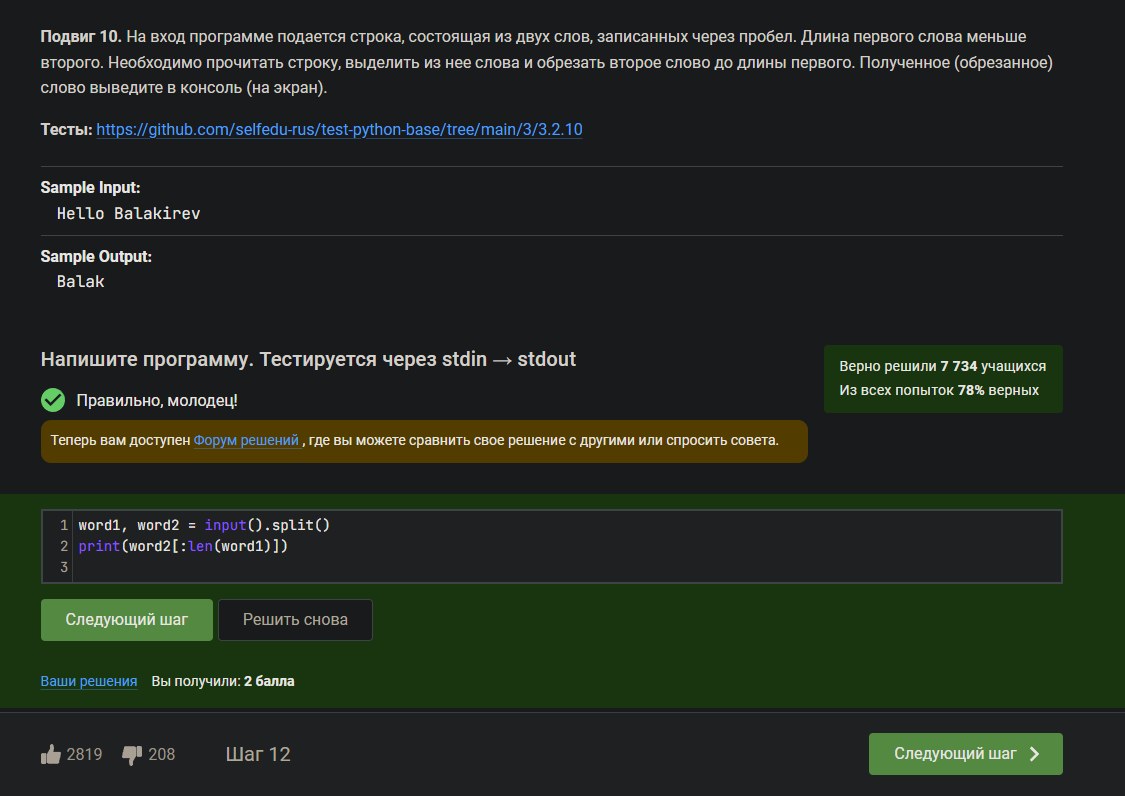 Подвиг 10. На вход программе подается строка, состоящая из двух слов, записанных через пробел. Длина первого слова меньше
второго. Необходимо прочитать строку, выделить из нее слова и обрезать второе слово до длины первого. Полученное (обрезанное)
слово выведите в консоль (на экран).
Тесты: https://github.com/selfedu-rus/test-python-base/tree/main/3/3.2.10
Sample Input:
Hello Balakirev
Sample Output:
Balak
Напишите программу. Тестируется через stdin → stdout
Верно решили 7 734 учащихся
Из всех попыток 78% верных
Правильно, молодец!
Теперь вам доступен Форум решений , где вы можете сравнить свое решение с другими или спросить совета.
1 word1, word2 = input().split()
2 print(word2[:len(word1)])
3
Следующий шаг Решить снова
Ваши решения Вы получили: 2 балла
2819 208 Шаг 12 Следующий шаг